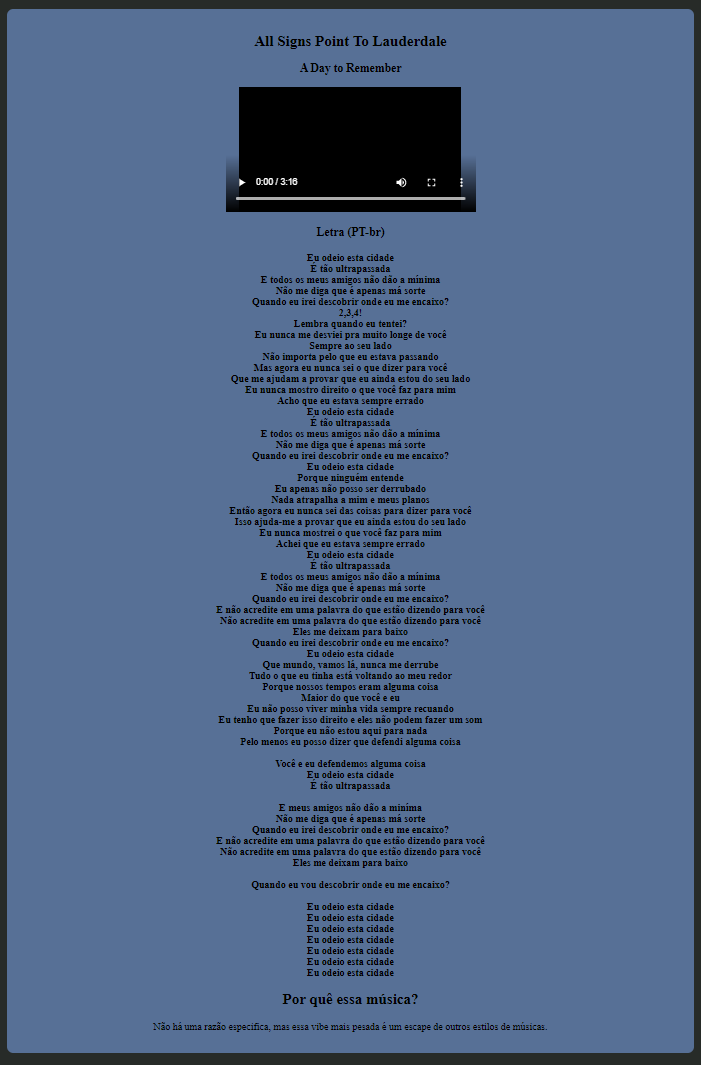 All Signs Point To Lauderdale
A Day to Remember
0:00 / 3:16
Letra (PT-br)
Eu odeio esta cidade
É tão ultrapassada
E todos os meus amigos não dão a mínima
Não me diga que é apenas má sorte
Quando eu irei descobrir onde eu me encaixo?
2,3,4!
Lembra quando eu tentei?
Eu nunca me desviei pra muito longe de você
Sempre ao seu lado
Não importa pelo que eu estava passando
Mas agora eu nunca sei o que dizer para você
Que me ajudam a provar que eu ainda estou do seu lado
Eu nunca mostro direito o que você faz para mim
Acho que eu estava sempre errado
Eu odeio esta cidade
É tão ultrapassada
E todos os meus amigos não dão a mínima
Não me diga que é apenas má sorte
Quando eu irei descobrir onde eu me encaixo?
Eu odeio esta cidade
Porque ninguém entende
Eu apenas não posso ser derrubado
Nada atrapalha a mim e meus planos
Então agora eu nunca sei das coisas para dizer para você
Isso ajuda-me a provar que eu ainda estou do seu lado
Eu nunca mostrei o que você faz para mim
Achei que eu estava sempre errado
Eu odeio esta cidade
É tão ultrapassada
E todos os meus amigos não dão a mínima
Não me diga que é apenas má sorte
Quando eu irei descobrir onde eu me encaixo?
E não acredite em uma palavra do que estão dizendo para você
Não acredite em uma palavra do que estão dizendo para você
Eles me deixam para baixo
Quando eu irei descobrir onde eu me encaixo?
Eu odeio esta cidade
Que mundo, vamos lá, nunca me derrube
Tudo o que eu tinha está voltando ao meu redor
Porque nossos tempos eram alguma coisa
Maior do que você e eu
Eu não posso viver minha vida sempre recuando
Eu tenho que fazer isso direito e eles não podem fazer um som
Porque eu não estou aqui para nada
Pelo menos eu posso dizer que defendi alguma coisa
Você e eu defendemos alguma coisa
Eu odeio esta cidade
É tão ultrapassada
E meus amigos não dão a mínima
Não me diga que é apenas má sorte
Quando eu irei descobrir onde eu me encaixo?
E não acredite em uma palavra do que estão dizendo para você
Não acredite em uma palavra do que estão dizendo para você
Eles me deixam para baixo
Quando eu vou descobrir onde eu me encaixo?
Eu odeio esta cidade
Eu odeio esta cidade
Eu odeio esta cidade
Eu odeio esta cidade
Eu odeio esta cidade
Eu odeio esta cidade
Eu odeio esta cidade
Por quê essa música?
Não há uma razão especifica, mas essa vibe mais pesada é um escape de outros estilos de músicas.